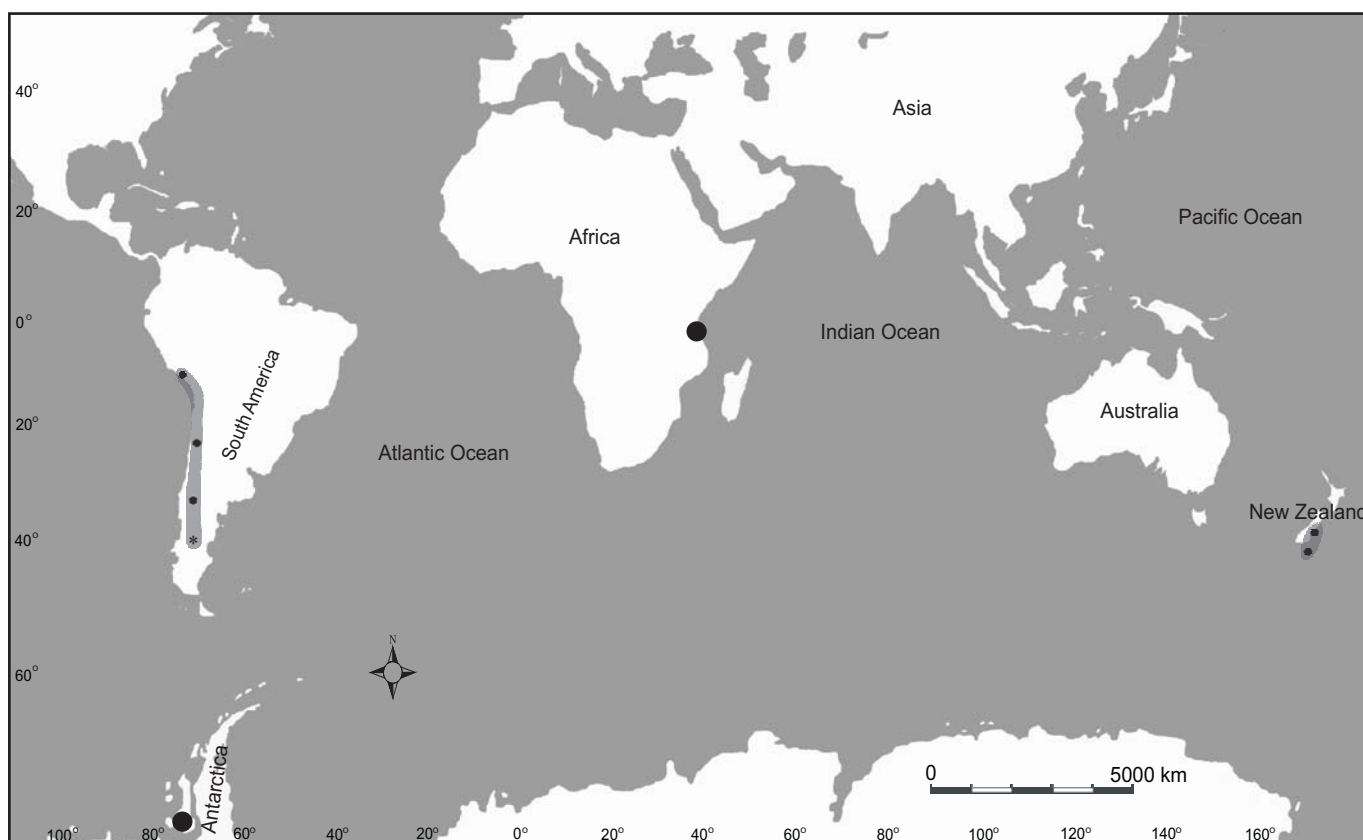 40°
Asia
20°
Pacific Ocean
Africa
0°
Indian Ocean
South America
20°
Australia
Atlantic Ocean
New Zealand
40°
*
N
60°
Antarctica
0 5000 km
100° 80° 60° 40° 20° 0° 20° 40° 60° 80° 100° 120° 140° 160°